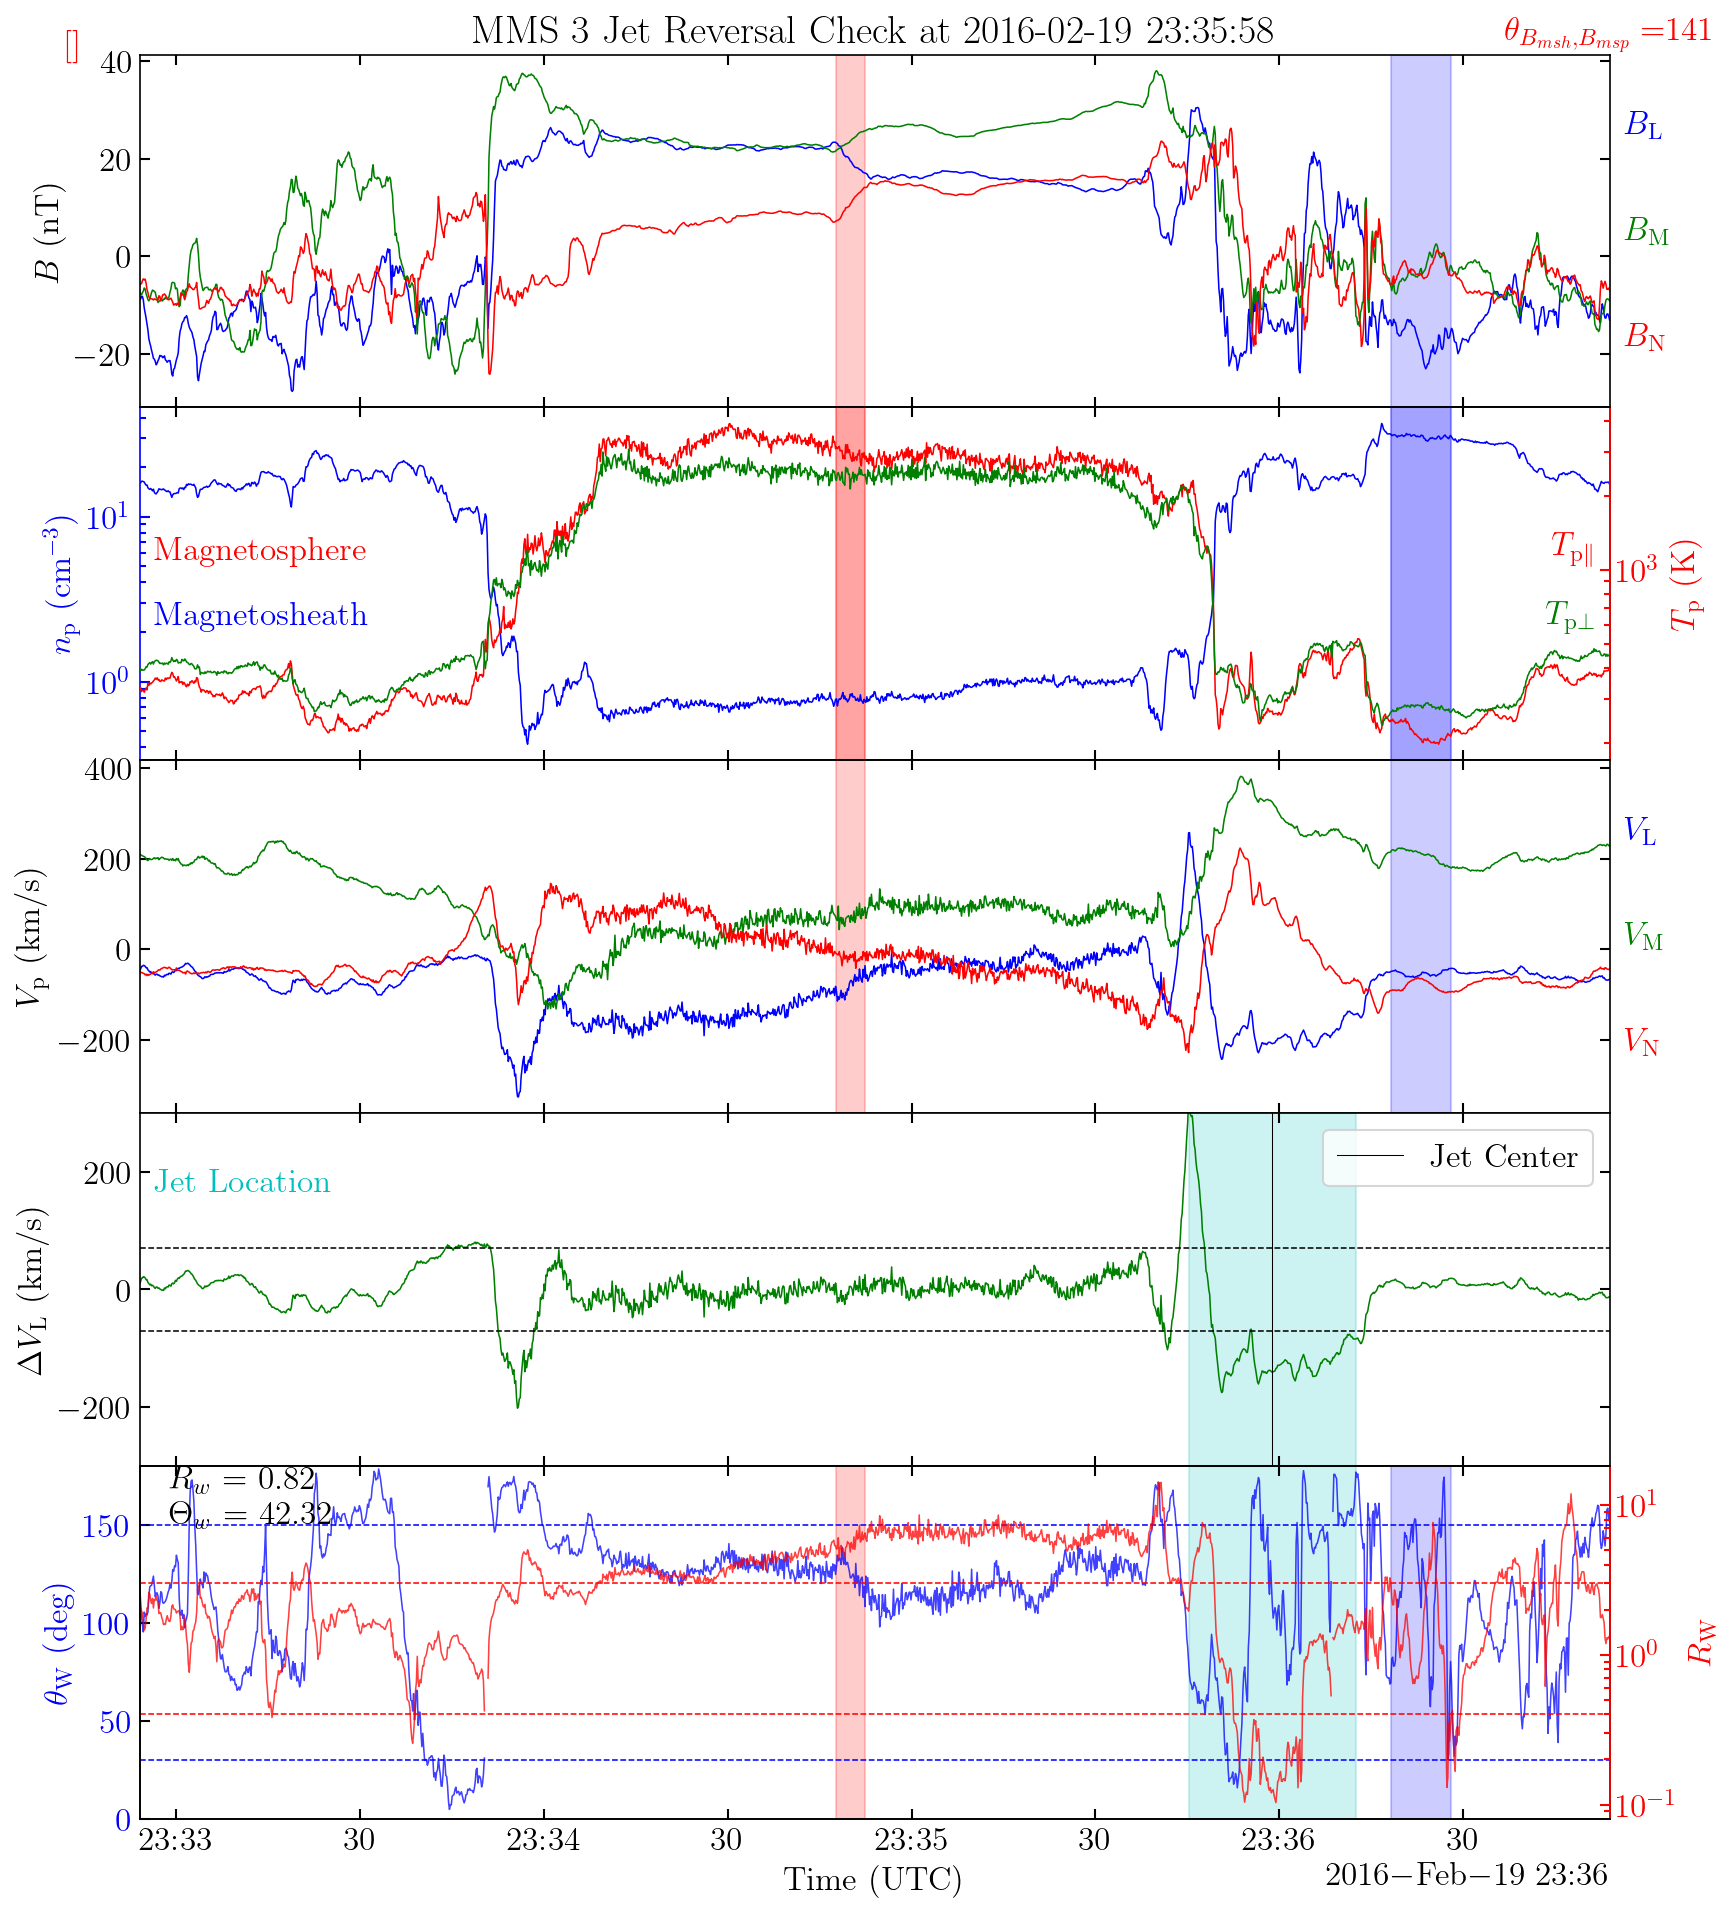 MMS 3 Jet Reversal Check at 2016-02-19 23:35:58
θ_{B_{msh},B_{msp}} =141
40
20
0
−20
B (nT)
B_L
B_M
B_N
10^1
10^0
n_p (cm^{−3})
Magnetosphere
Magnetosheath
T_{p∥}
T_{p⊥}
10^3
T_p (K)
400
200
0
−200
V_p (km/s)
V_L
V_M
V_N
200
0
−200
ΔV_L (km/s)
Jet Location
Jet Center
R_w = 0.82
Θ_w = 42.32
150
100
50
0
θ_W (deg)
10^1
10^0
10^{−1}
R_W
23:33 30 23:34 30 23:35 30 23:36 30
Time (UTC)
2016−Feb−19 23:36